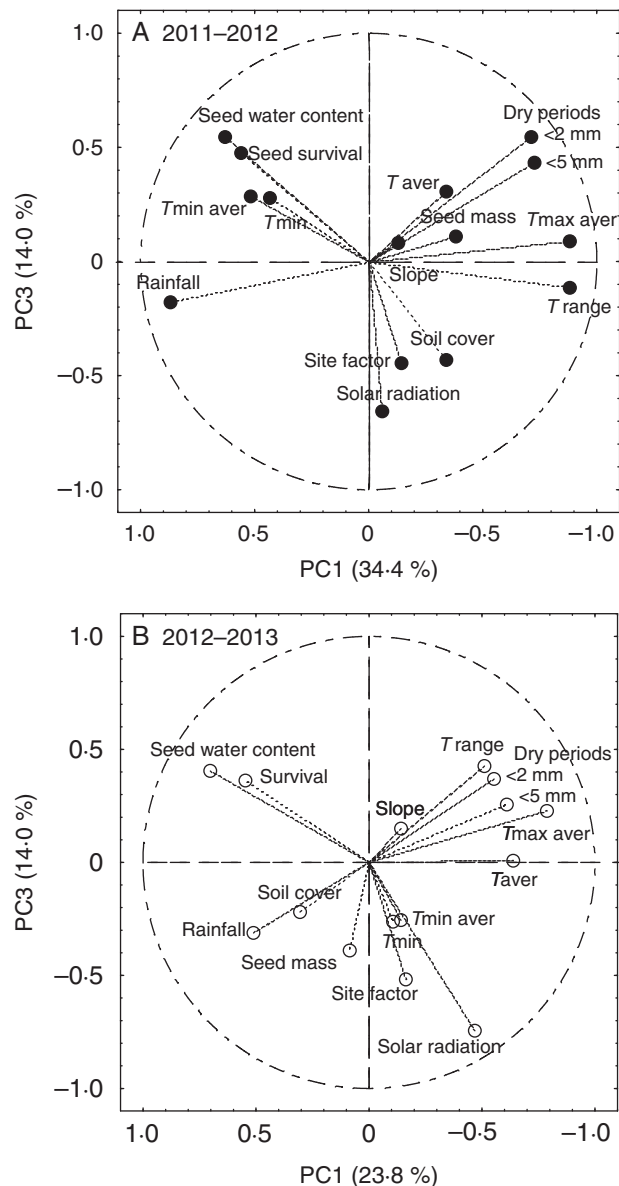 A 2011–2012
1·0
Seed water content
Dry periods
<2 mm
0·5
Seed survival
<5 mm
T aver
Tmin aver
Seed mass
Tmax aver
Tmin
0
Rainfall
Slope
T range
Soil cover
Site factor
−0·5
Solar radiation
−1·0
PC3 (14·0 %)
1·0 0·5 0 −0·5 −1·0
PC1 (34·4 %)
B 2012–2013
1·0
T range
Seed water content
Dry periods
0·5
Survival
<2 mm
<5 mm
Slope
Tmax aver
0
Taver
Soil cover
Tmin aver
Rainfall
Tmin
Seed mass
−0·5
Site factor
Solar radiation
−1·0
PC3 (14·0 %)
1·0 0·5 0 −0·5 −1·0
PC1 (23·8 %)